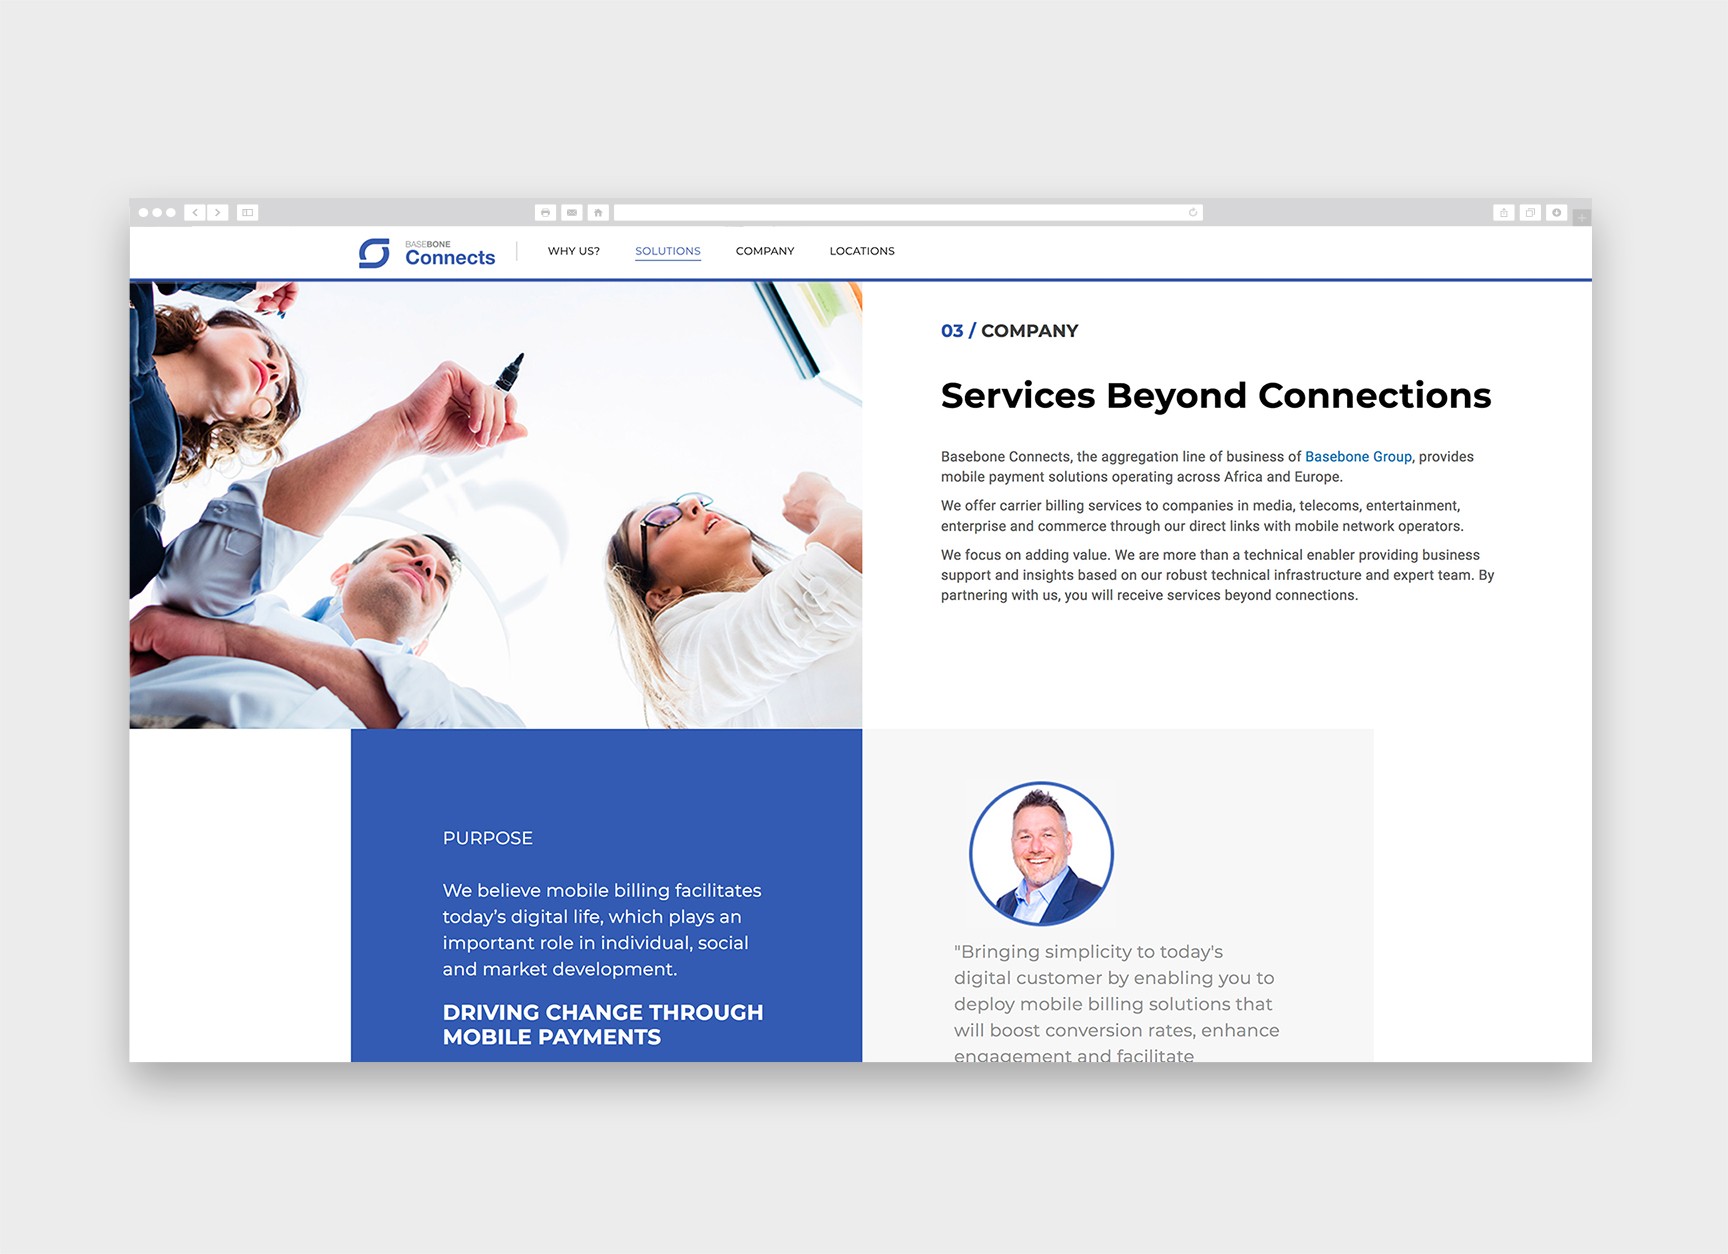 BASEBONE
Connects
WHY US?
SOLUTIONS
COMPANY
LOCATIONS
03 / COMPANY
Services Beyond Connections
Basebone Connects, the aggregation line of business of Basebone Group, provides
mobile payment solutions operating across Africa and Europe.
We offer carrier billing services to companies in media, telecoms, entertainment,
enterprise and commerce through our direct links with mobile network operators.
We focus on adding value. We are more than a technical enabler providing business
support and insights based on our robust technical infrastructure and expert team. By
partnering with us, you will receive services beyond connections.
PURPOSE
We believe mobile billing facilitates
today's digital life, which plays an
important role in individual, social
and market development.
DRIVING CHANGE THROUGH
MOBILE PAYMENTS
"Bringing simplicity to today's
digital customer by enabling you to
deploy mobile billing solutions that
will boost conversion rates, enhance
engagement and facilitate